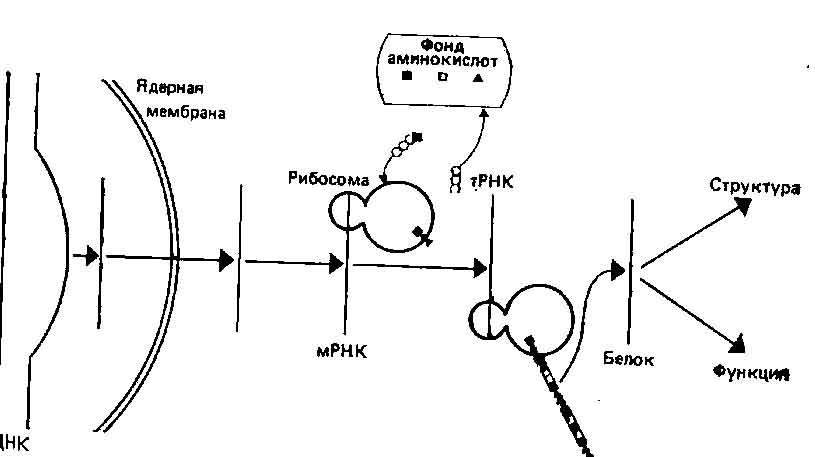 Фонд
аминокислот
Ядерная
мембрана
Рибосома
тРНК
Структура
мРНК
Белок
Функция